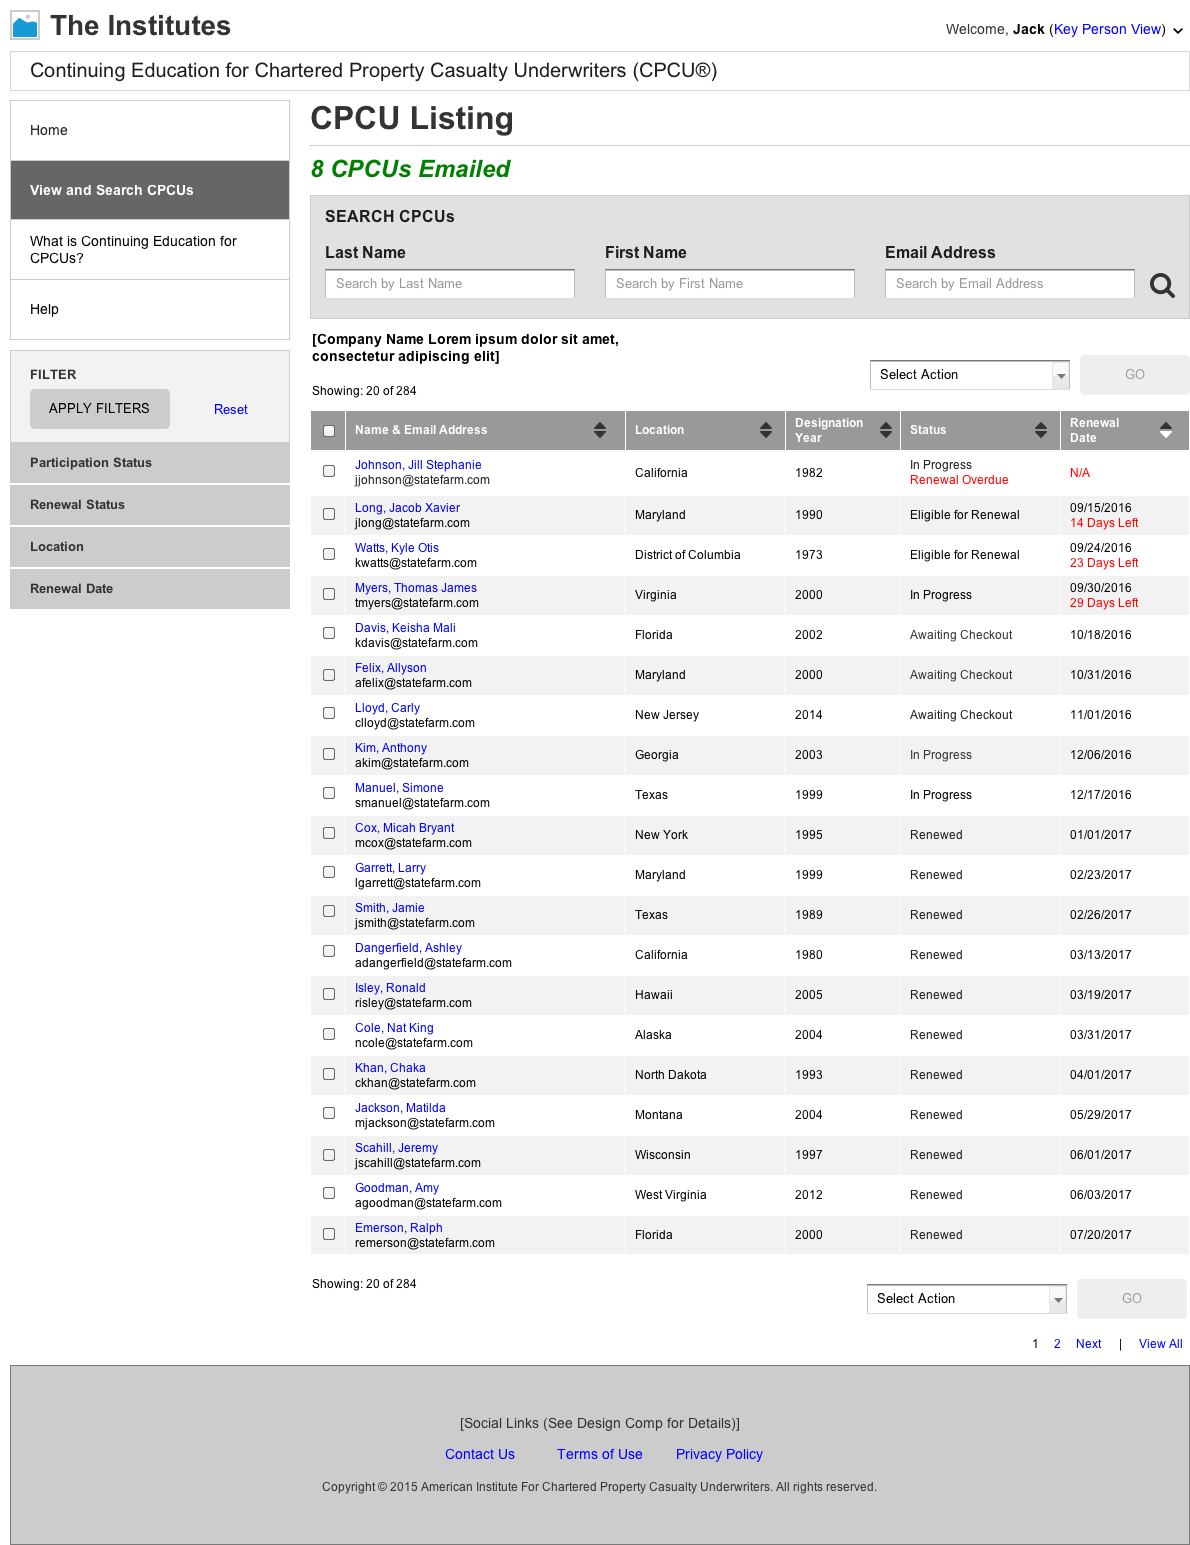 The Institutes
Welcome, Jack (Key Person View)
Continuing Education for Chartered Property Casualty Underwriters (CPCU®)
Home
View and Search CPCUs
What is Continuing Education for
CPCUs?
Help
FILTER
APPLY FILTERS Reset
Participation Status
Renewal Status
Location
Renewal Date
CPCU Listing
8 CPCUs Emailed
SEARCH CPCUs
Last Name First Name Email Address
Search by Last Name Search by First Name Search by Email Address
[Company Name Lorem ipsum dolor sit amet,
consectetur adipiscing elit]
Showing: 20 of 284
Select Action GO
Name & Email Address Location Designation Year Status Renewal Date
Johnson, Jill Stephanie
jjohnson@statefarm.com California 1982 In Progress Renewal Overdue N/A
Long, Jacob Xavier
jlong@statefarm.com Maryland 1990 Eligible for Renewal 09/15/2016 14 Days Left
Watts, Kyle Otis
kwatts@statefarm.com District of Columbia 1973 Eligible for Renewal 09/24/2016 23 Days Left
Myers, Thomas James
tmyers@statefarm.com Virginia 2000 In Progress 09/30/2016 29 Days Left
Davis, Keisha Mali
kdavis@statefarm.com Florida 2002 Awaiting Checkout 10/18/2016
Felix, Allyson
afelix@statefarm.com Maryland 2000 Awaiting Checkout 10/31/2016
Lloyd, Carly
clloyd@statefarm.com New Jersey 2014 Awaiting Checkout 11/01/2016
Kim, Anthony
akim@statefarm.com Georgia 2003 In Progress 12/06/2016
Manuel, Simone
smanuel@statefarm.com Texas 1999 In Progress 12/17/2016
Cox, Micah Bryant
mcox@statefarm.com New York 1995 Renewed 01/01/2017
Garrett, Larry
lgarrett@statefarm.com Maryland 1999 Renewed 02/23/2017
Smith, Jamie
jsmith@statefarm.com Texas 1989 Renewed 02/26/2017
Dangerfield, Ashley
adangerfield@statefarm.com California 1980 Renewed 03/13/2017
Isley, Ronald
risley@statefarm.com Hawaii 2005 Renewed 03/19/2017
Cole, Nat King
ncole@statefarm.com Alaska 2004 Renewed 03/31/2017
Khan, Chaka
ckhan@statefarm.com North Dakota 1993 Renewed 04/01/2017
Jackson, Matilda
mjackson@statefarm.com Montana 2004 Renewed 05/29/2017
Scahill, Jeremy
jscahill@statefarm.com Wisconsin 1997 Renewed 06/01/2017
Goodman, Amy
agoodman@statefarm.com West Virginia 2012 Renewed 06/03/2017
Emerson, Ralph
remerson@statefarm.com Florida 2000 Renewed 07/20/2017
Showing: 20 of 284
Select Action GO
1 2 Next | View All
[Social Links (See Design Comp for Details)]
Contact Us Terms of Use Privacy Policy
Copyright © 2015 American Institute For Chartered Property Casualty Underwriters. All rights reserved.